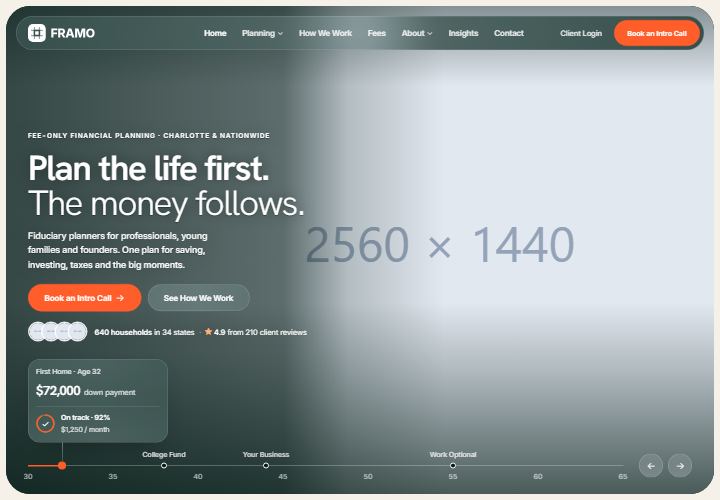 FRAMO
Home Planning How We Work Fees About Insights Contact Client Login Book an Intro Call
FEE-ONLY FINANCIAL PLANNING · CHARLOTTE & NATIONWIDE
Plan the life first.
The money follows.
Fiduciary planners for professionals, young
families and founders. One plan for saving,
investing, taxes and the big moments.
2560 × 1440
Book an Intro Call → See How We Work
640 households in 34 states · ★ 4.9 from 210 client reviews
First Home · Age 32
$72,000 down payment
On track · 92%
$1,250 / month
College Fund Your Business Work Optional
30 35 40 45 50 55 60 65